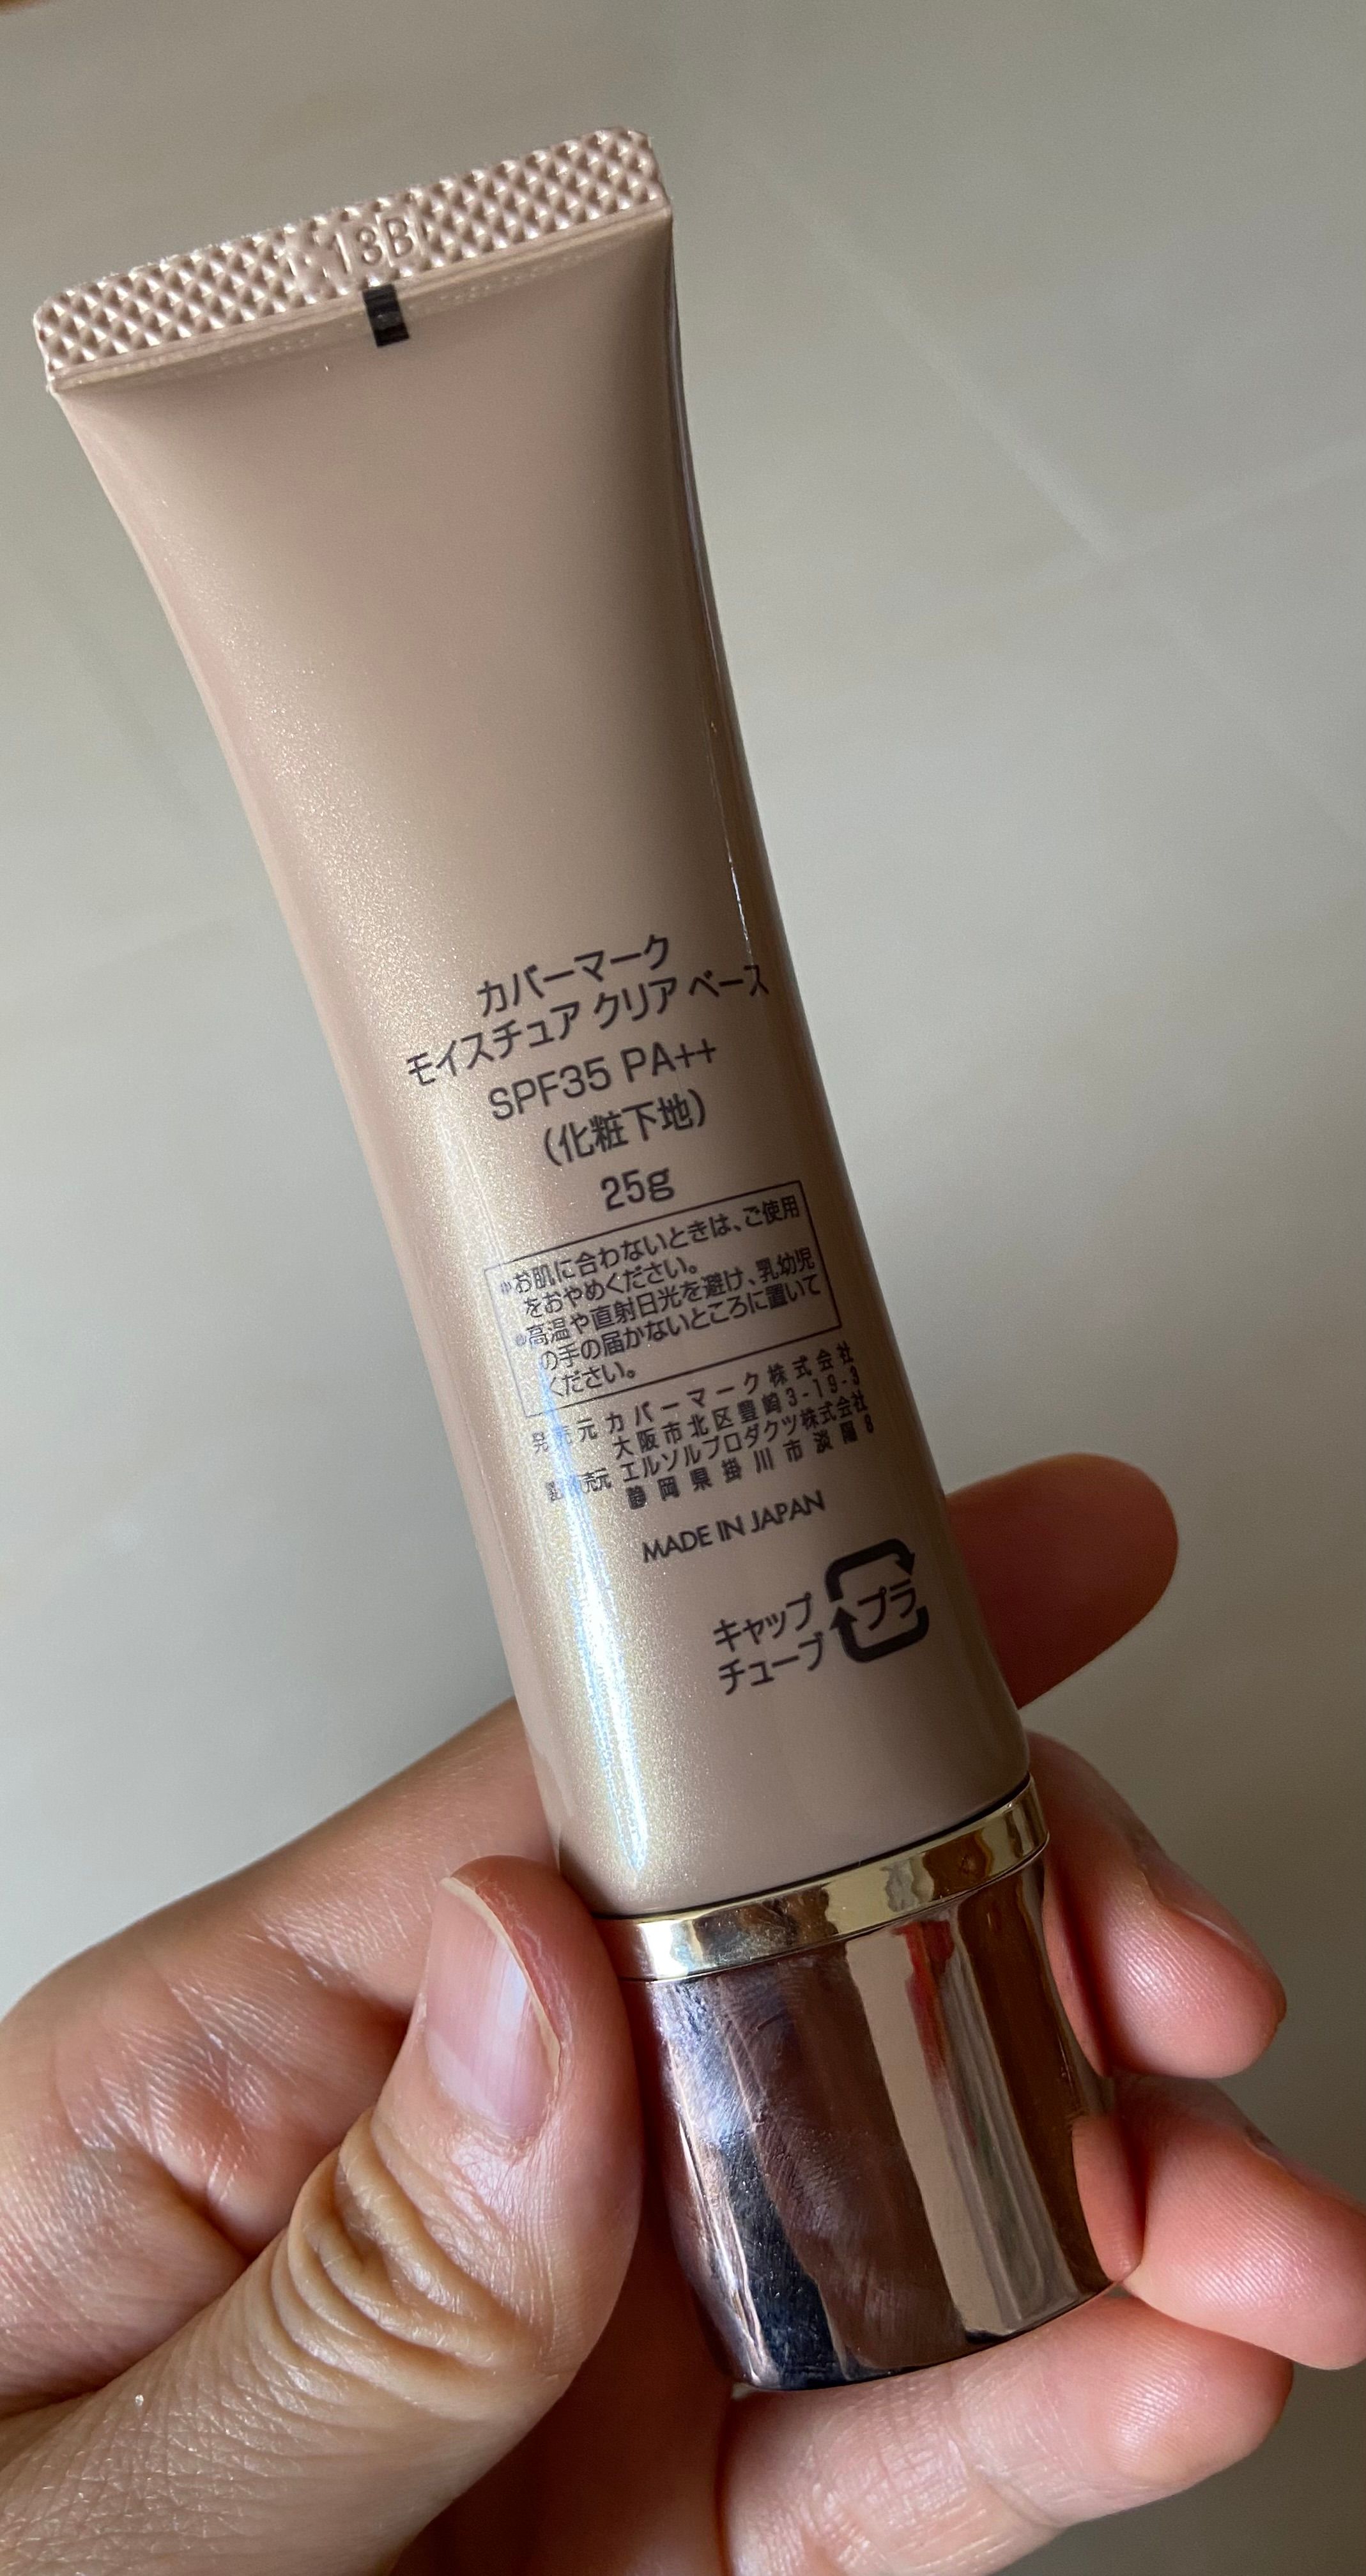 13B
カバーマーク
モイスチュア クリア ベース
SPF35 PA++
(化粧下地)
25g
*お肌に合わないときは、ご使用
をおやめください。
*高温や直射日光を避け、乳幼児
の手の届かないところに置いて
ください。
発売元 カバーマーク株式会社
大阪市北区豊崎3-19-3
製造販売元 エルソルプロダクツ株式会社
静岡県掛川市淡陽8
MADE IN JAPAN
キャップ プラ
チューブ